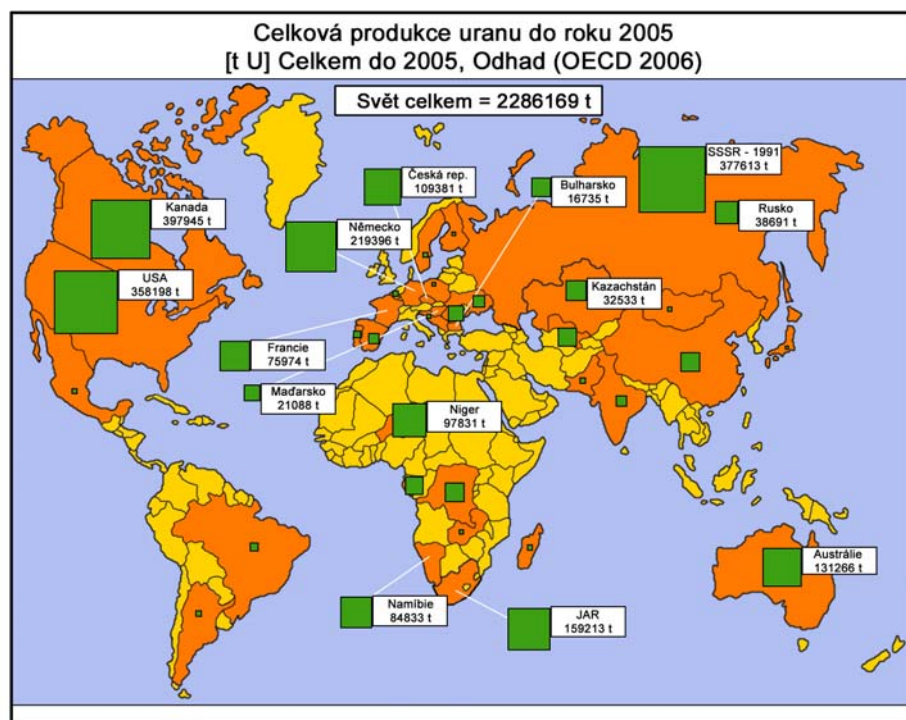 Celková produkce uranu do roku 2005
[t U] Celkem do 2005, Odhad (OECD 2006)
Svět celkem = 2286169 t
SSSR - 1991
377613 t
Česká rep.
109381 t
Bulharsko
16735 t
Kanada
397945 t
Rusko
38691 t
Německo
219396 t
USA
358198 t
Kazachstán
32533 t
Francie
75974 t
Maďarsko
21088 t
Niger
97831 t
Austrálie
131266 t
Namíbie
84833 t
JAR
159213 t